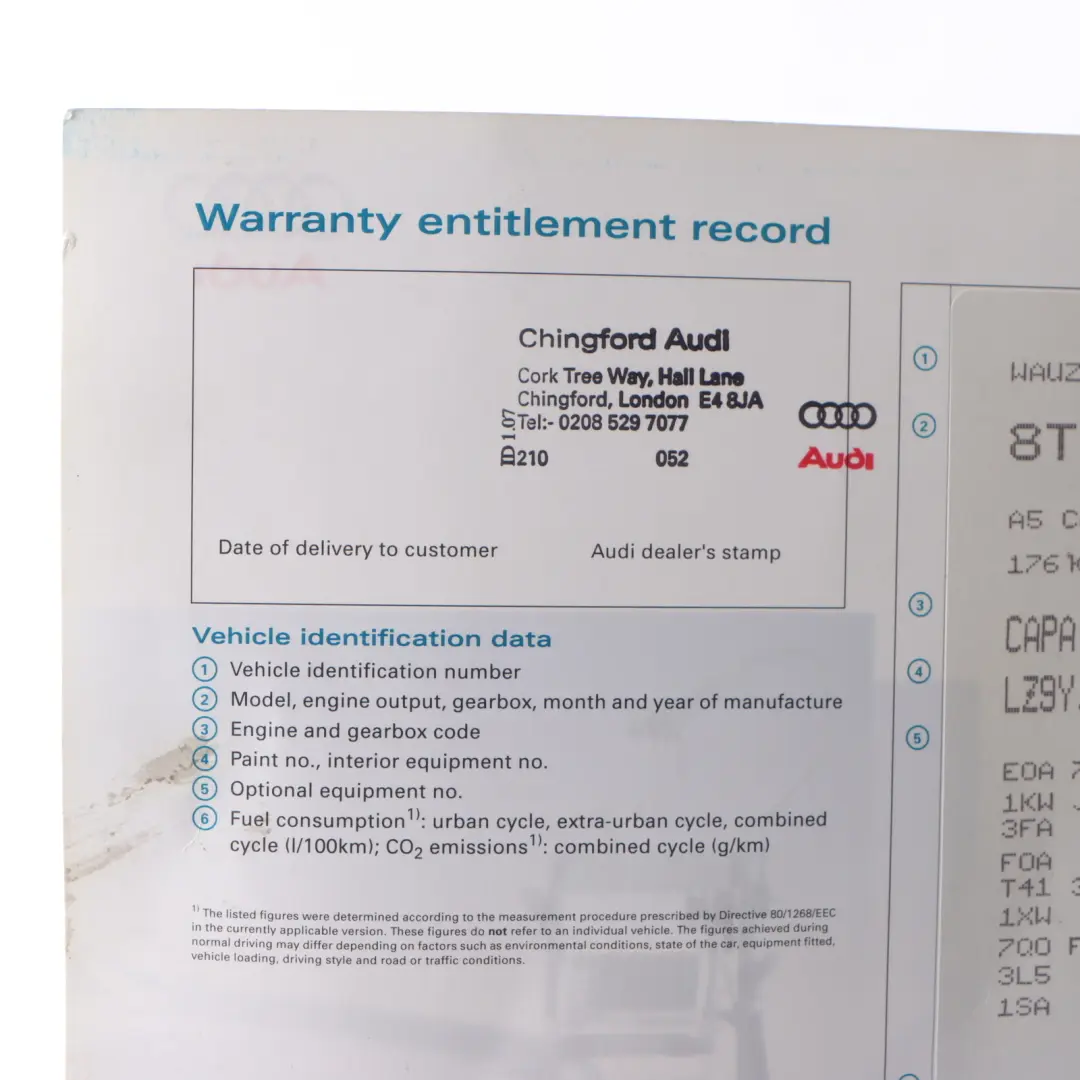 Warranty entitlement record
Chingford Audi
Cork Tree Way, Hall Lane
Chingford, London E4 8JA
Tel:- 0208 529 7077
210 052
Audi
Date of delivery to customer
Audi dealer's stamp
Vehicle identification data
1 Vehicle identification number
2 Model, engine output, gearbox, month and year of manufacture
3 Engine and gearbox code
4 Paint no., interior equipment no.
5 Optional equipment no.
6 Fuel consumption1): urban cycle, extra-urban cycle, combined
cycle (l/100km); CO2 emissions1): combined cycle (g/km)
1) The listed figures were determined according to the measurement procedure prescribed by Directive 80/1268/EEC
in the currently applicable version. These figures do not refer to an individual vehicle. The figures achieved during
normal driving may differ depending on factors such as environmental conditions, state of the car, equipment fitted,
vehicle loading, driving style and road or traffic conditions.
1 WAUZ
2 8T
A5 C
176
3 CAPA
4 LZ9Y
5
E0A 7
1KW
3FA
F0A
T41 3
1XW
7Q0 F
3L5
1SA